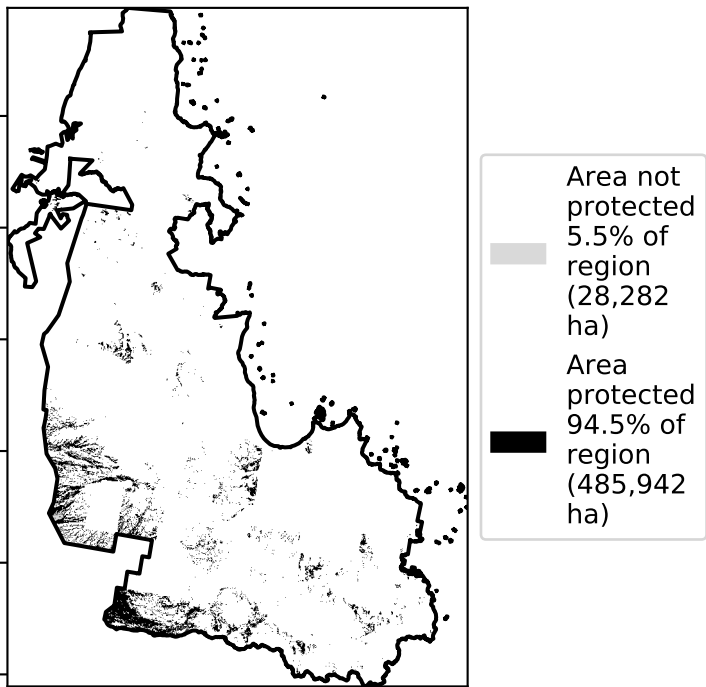 Area not
protected
5.5% of
region
(28,282
ha)
Area
protected
94.5% of
region
(485,942
ha)